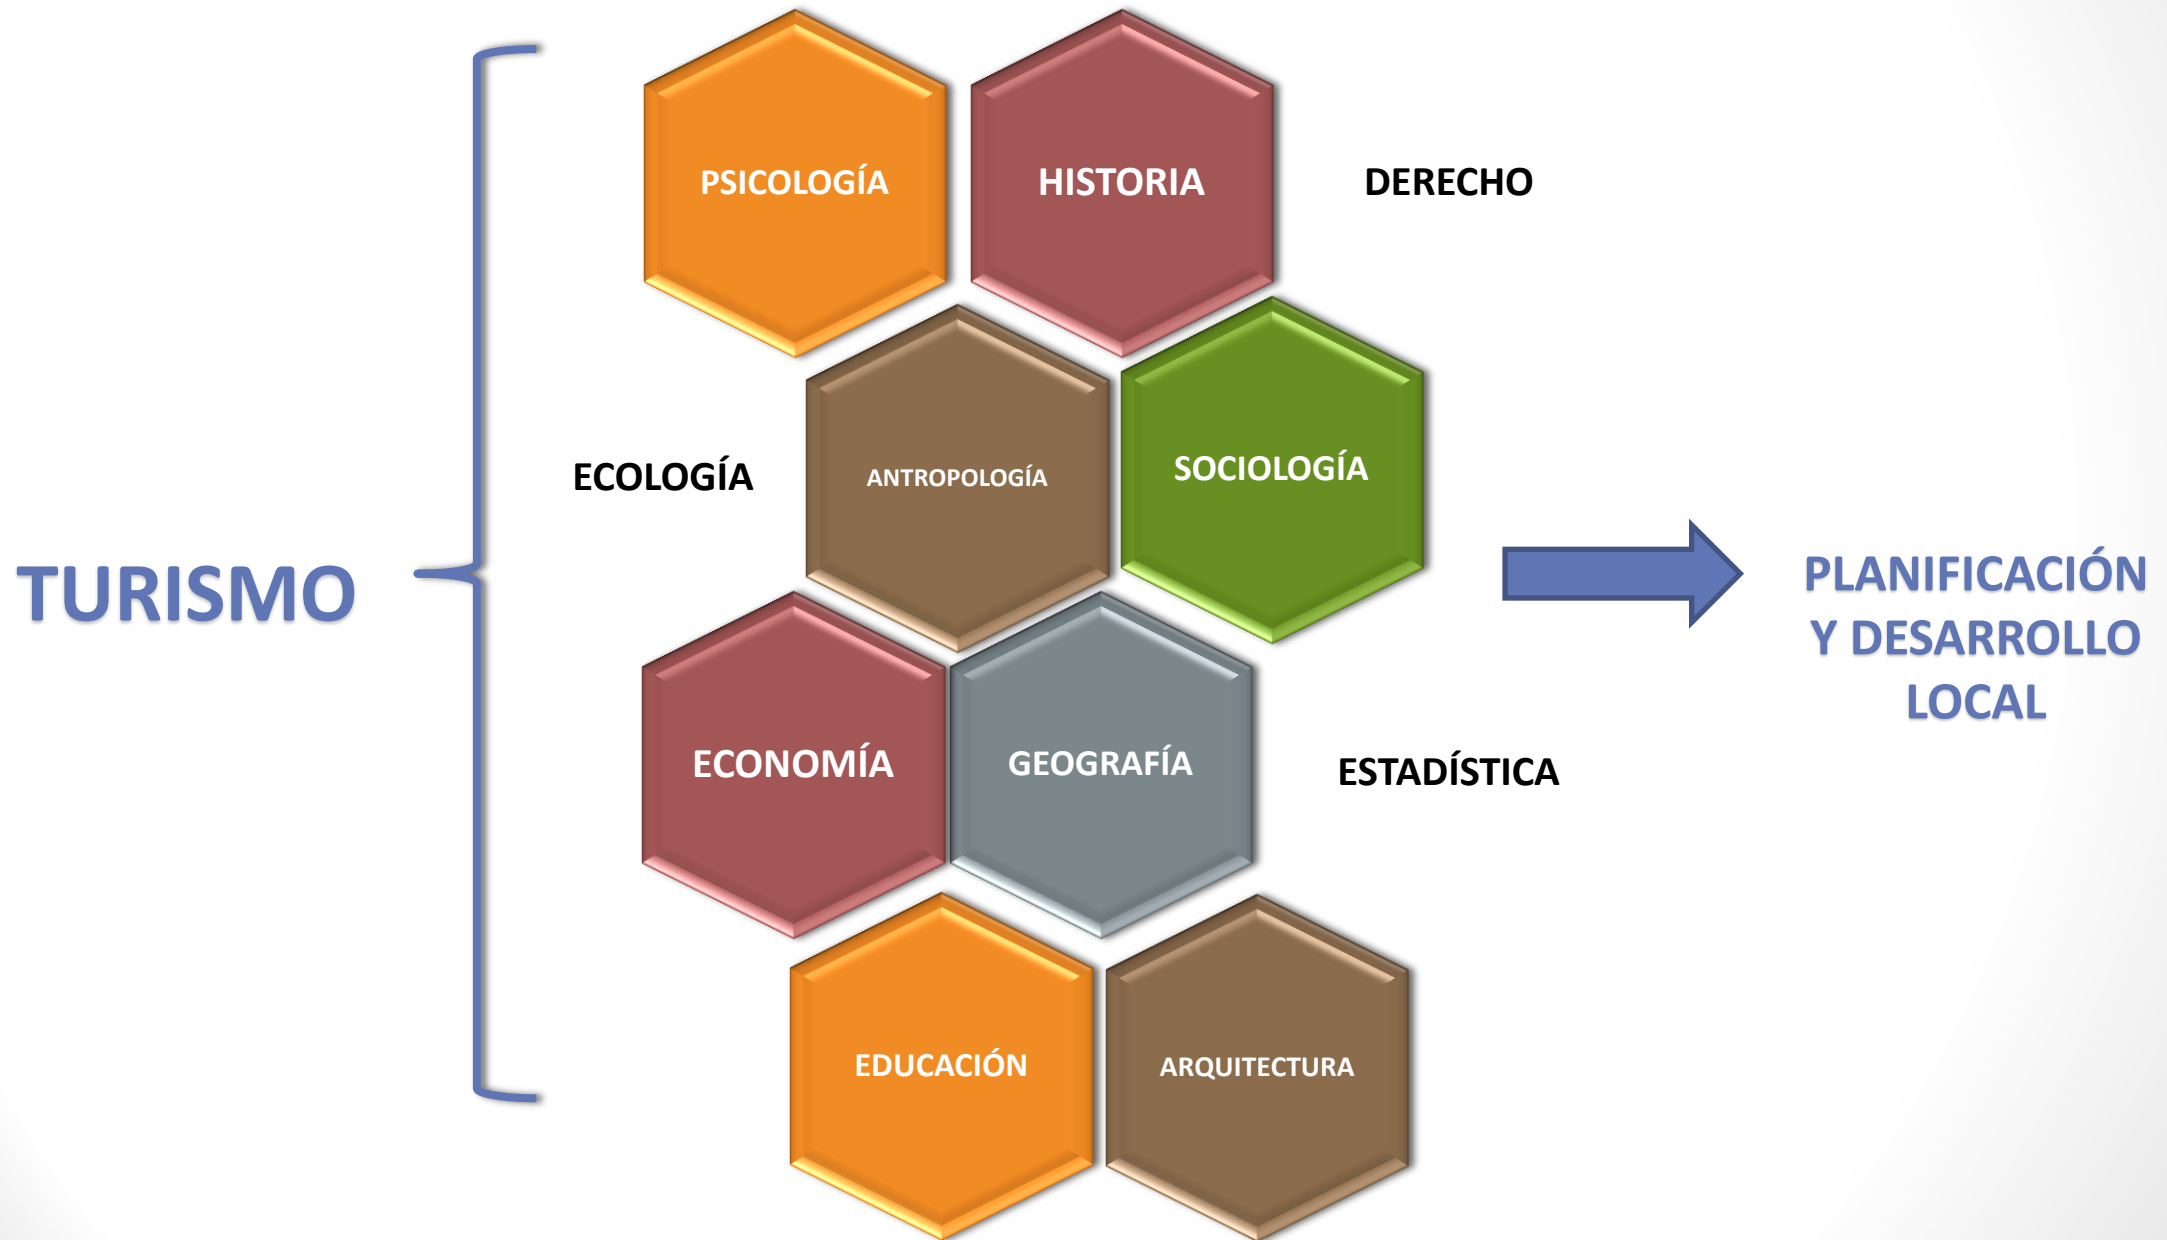 PSICOLOGÍA
HISTORIA
DERECHO
ECOLOGÍA
ANTROPOLOGÍA
SOCIOLOGÍA
TURISMO
PLANIFICACIÓN
Y DESARROLLO
LOCAL
ECONOMÍA
GEOGRAFÍA
ESTADÍSTICA
EDUCACIÓN
ARQUITECTURA